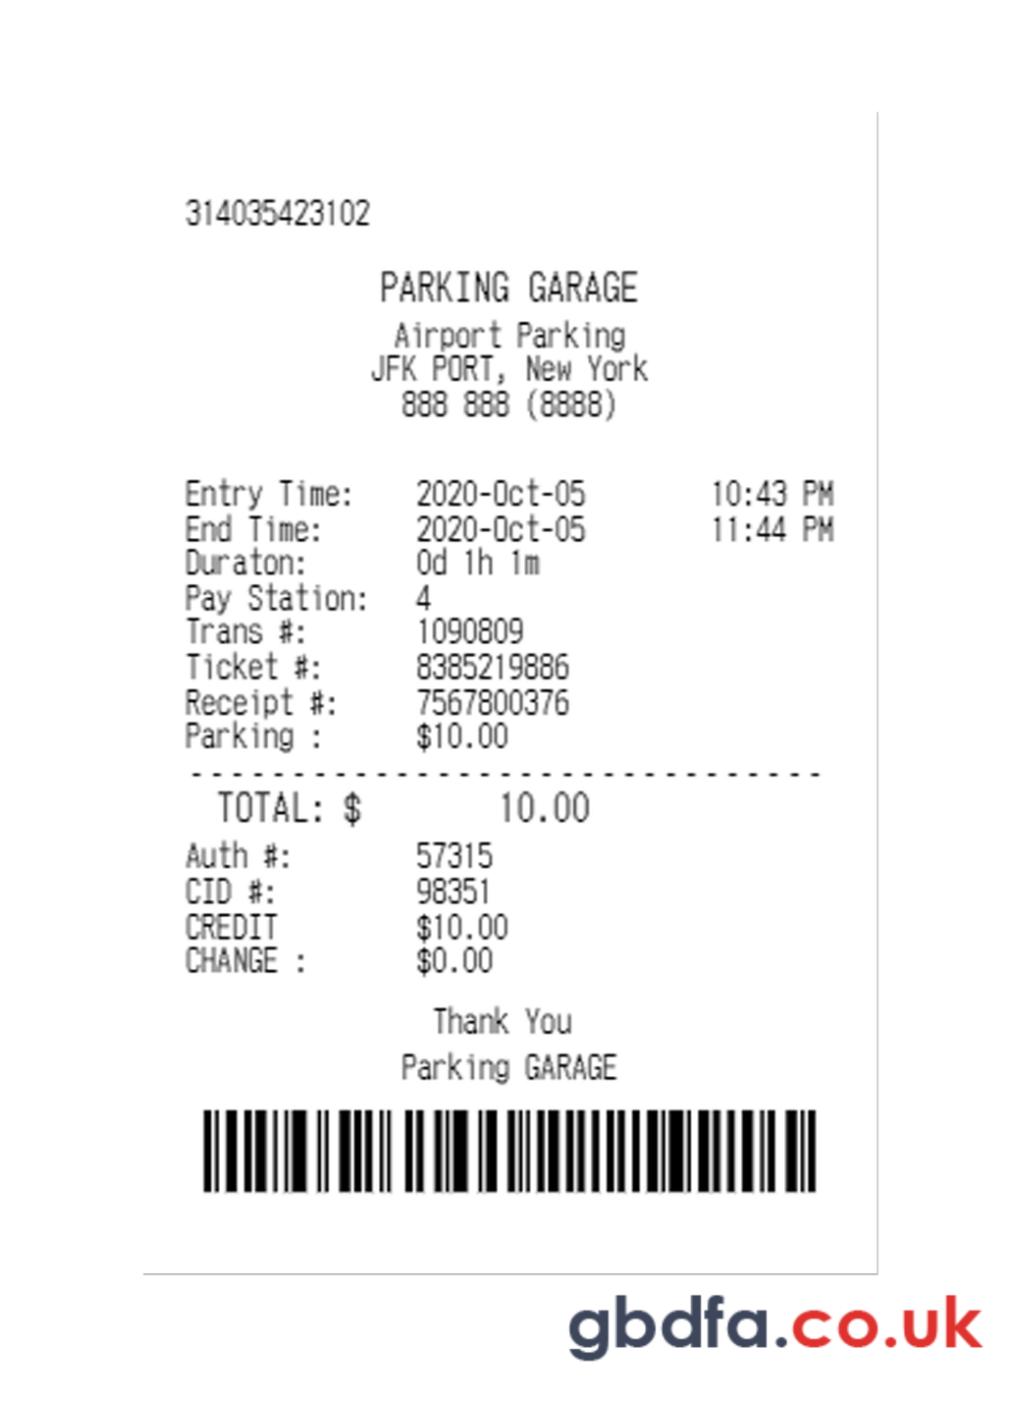 314035423102
PARKING GARAGE
Airport Parking
JFK PORT, New York
888 888 (8888)
Entry Time: 2020-Oct-05 10:43 PM
End Time: 2020-Oct-05 11:44 PM
Duraton: 0d 1h 1m
Pay Station: 4
Trans #: 1090809
Ticket #: 8385219886
Receipt #: 7567800376
Parking : $10.00
--------------------------------
TOTAL: $ 10.00
Auth #: 57315
CID #: 98351
CREDIT $10.00
CHANGE : $0.00
Thank You
Parking GARAGE
gbdfa.co.uk